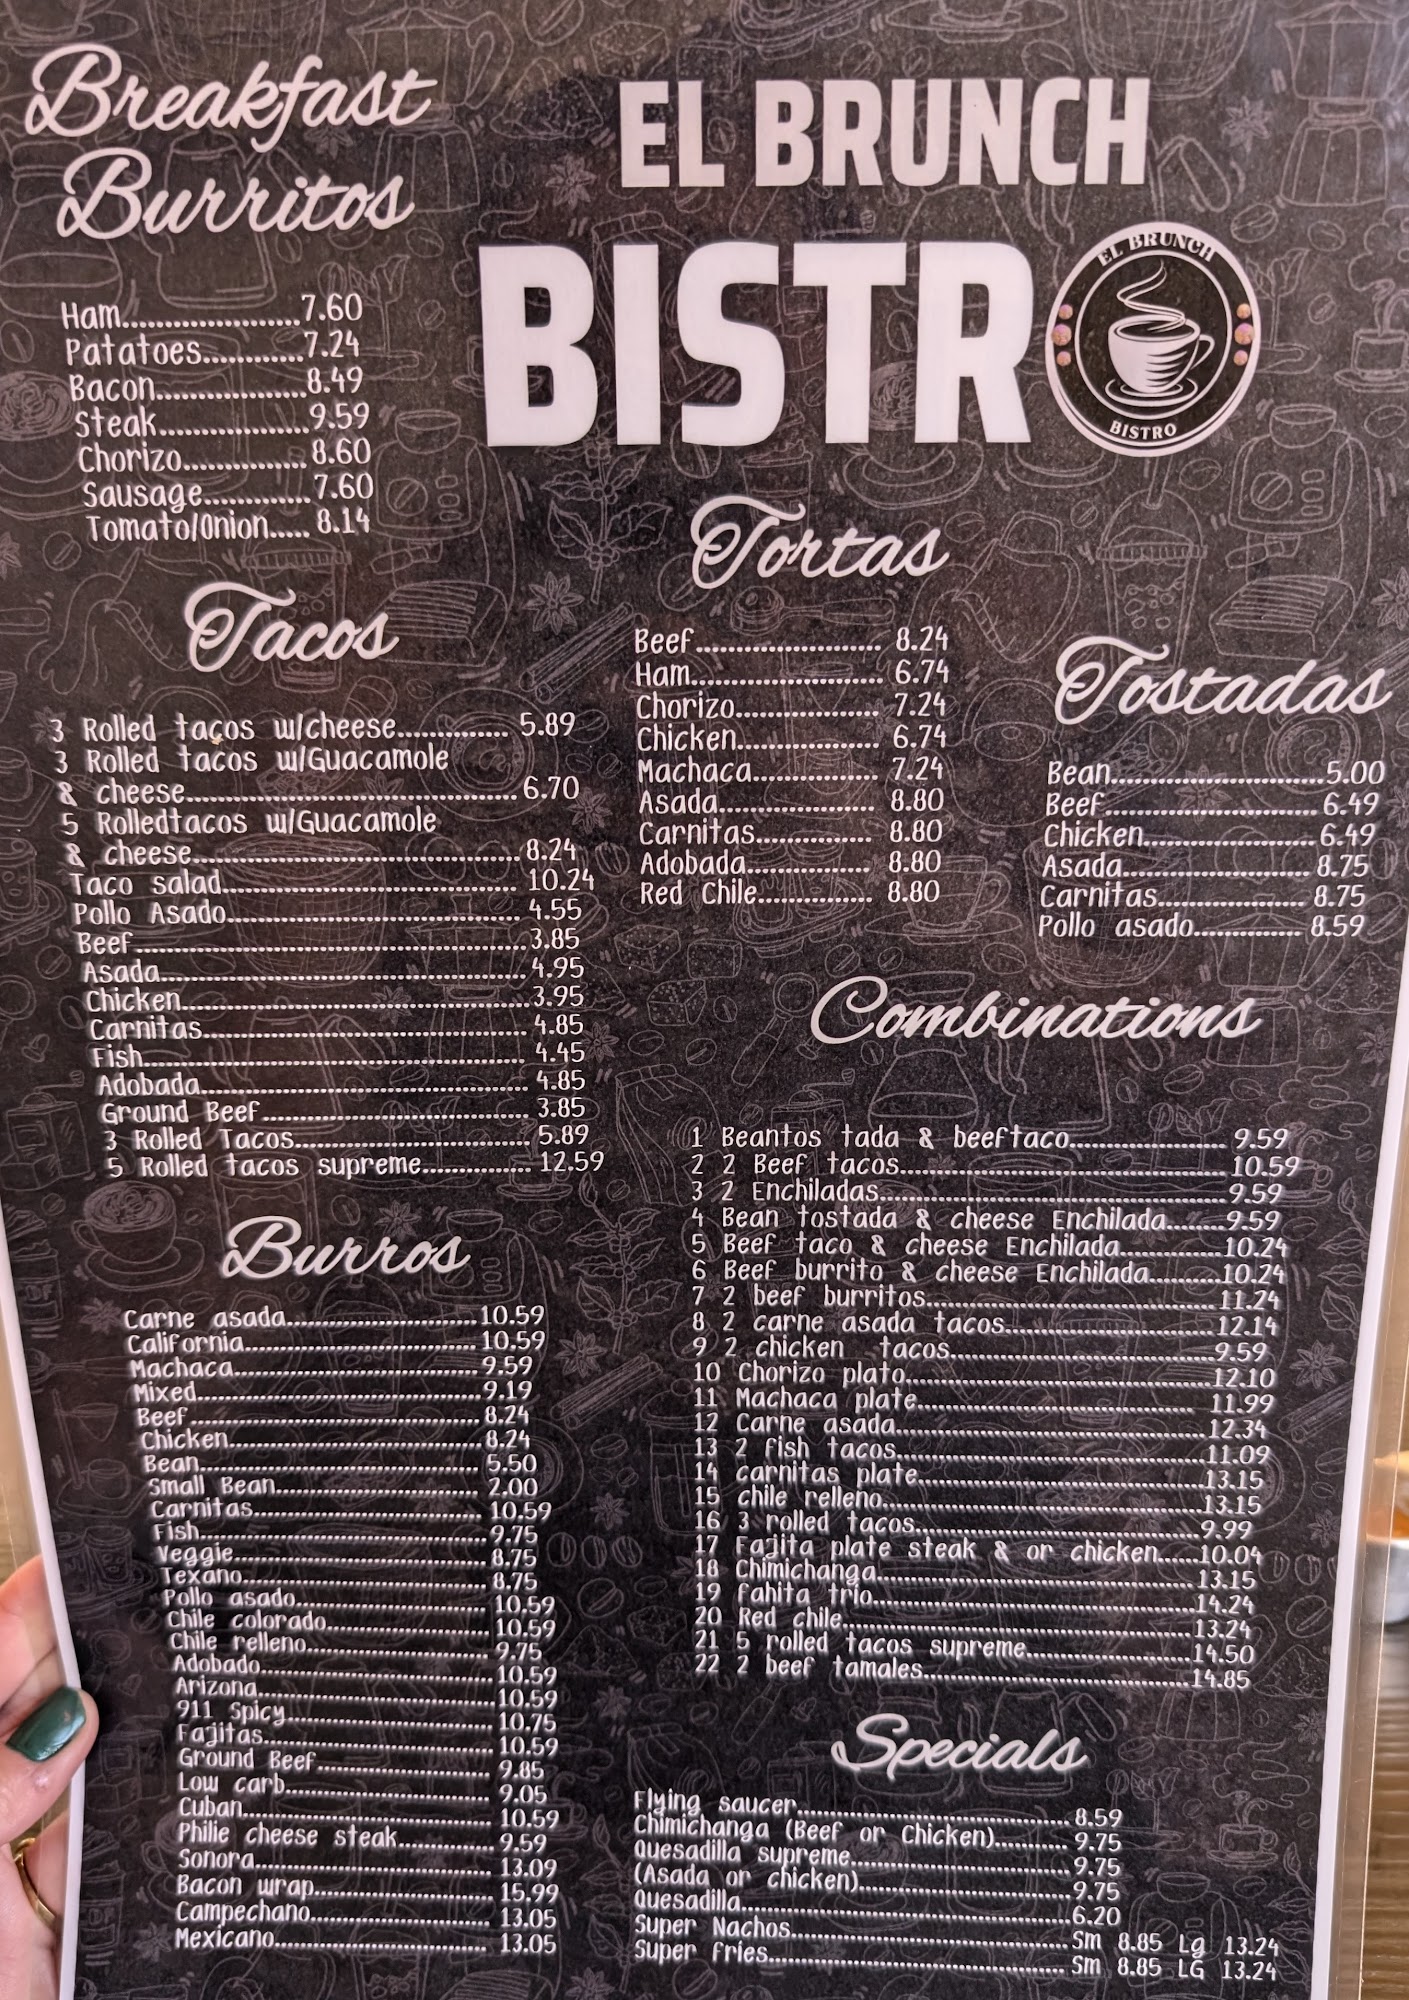 Breakfast
Burritos
Ham....................7.60
Patatoes............7.24
Bacon..................8.49
Steak..................9.59
Chorizo...............8.60
Sausage.............7.60
Tomato/Onion..... 8.14
EL BRUNCH
BISTR
EL BRUNCH
BISTRO
Tacos
3 Rolled tacos w/cheese............... 5.89
3 Rolled tacos w/Guacamole
& cheese.......................................6.70
5 Rolledtacos w/Guacamole
& cheese.......................................8.24
Taco salad................................... 10.24
Pollo Asado................................... 4.55
Beef...............................................3.85
Asada............................................4.95
Chicken..........................................3.95
Carnitas....................................... 4.85
Fish.............................................. 4.45
Adobada....................................... 4.85
Ground Beef................................ 3.85
3 Rolled Tacos.............................5.89
5 Rolled tacos supreme............... 12.59
Tortas
Beef......................... 8.24
Ham.......................... 6.74
Chorizo................... 7.24
Chicken................... 6.74
Machaca................. 7.24
Asada..................... 8.80
Carnitas................ 8.80
Adobada................. 8.80
Red Chile............... 8.80
Tostadas
Bean............................5.00
Beef............................ 6.49
Chicken.......................6.49
Asada......................... 8.75
Carnitas.................... 8.75
Pollo asado............... 8.59
Combinations
1 Beantos tada & beeftaco...................... 9.59
2 2 Beef tacos.............................................10.59
3 2 Enchiladas.............................................9.59
4 Bean tostada & cheese Enchilada........9.59
5 Beef taco & cheese Enchilada..............10.24
6 Beef burrito & cheese Enchilada..........10.24
7 2 beef burritos........................................11.24
8 2 carne asada tacos.............................12.14
9 2 chicken tacos.....................................9.59
10 Chorizo plato..........................................12.10
11 Machaca plate....................................... 11.99
12 Carne asada...........................................12.34
13 2 fish tacos...........................................11.09
14 carnitas plate.......................................13.15
15 chile relleno............................................13.15
16 3 rolled tacos.........................................9.99
17 Fajita plate steak & or chicken......10.04
18 Chimichanga............................................13.15
19 fahita trio..............................................14.24
20 Red chile.................................................13.24
21 5 rolled tacos supreme.......................14.50
22 2 beef tamales.....................................14.85
Burros
Carne asada..........................10.59
California................................ 10.59
Machaca.................................. 9.59
Mixed........................................9.19
Beef......................................... 8.24
Chicken....................................8.24
Bean........................................ 5.50
Small Bean............................. 2.00
Carnitas................................ 10.59
Fish.........................................9.75
Veggie.................................... 8.75
Texano................................... 8.75
Pollo asado............................10.59
Chile colorado........................10.59
Chile relleno...........................9.75
Adobado..................................10.59
Arizona...................................10.59
911 Spicy............................... 10.75
Fajitas................................... 10.59
Ground Beef.......................... 9.85
Low carb................................ 9.05
Cuban..................................... 10.59
Philie cheese steak.............. 9.59
Sonora................................... 13.09
Bacon wrap........................... 15.99
Campechano........................... 13.05
Mexicano................................ 13.05
Specials
Flying saucer.......................................8.59
Chimichanga (Beef or Chicken)...........9.75
Quesadilla supreme..............................9.75
(Asada or chicken)...............................9.75
Quesadilla..............................................6.20
Super Nachos........................................Sm 8.85 Lg 13.24
Super fries............................................ Sm 8.85 LG 13.24